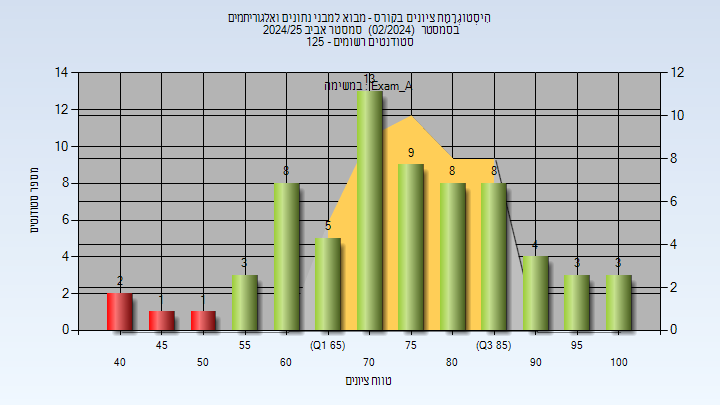 היסטוגרמת ציונים בקורס - מבוא למבני נתונים ואלגוריתמים
בסמסטר (02/2024) סמסטר אביב 2024/25
סטודנטים רשומים - 125
במשימה: Exam_A
מספר סטודנטים
14 12 10 8 6 4 2 0
12 10 8 6 4 2 0
2 1 1 3 8 5 13 9 8 8 4 3 3
45 55 (Q1 65) 75 (Q3 85) 95
40 50 60 70 80 90 100
טווח ציונים